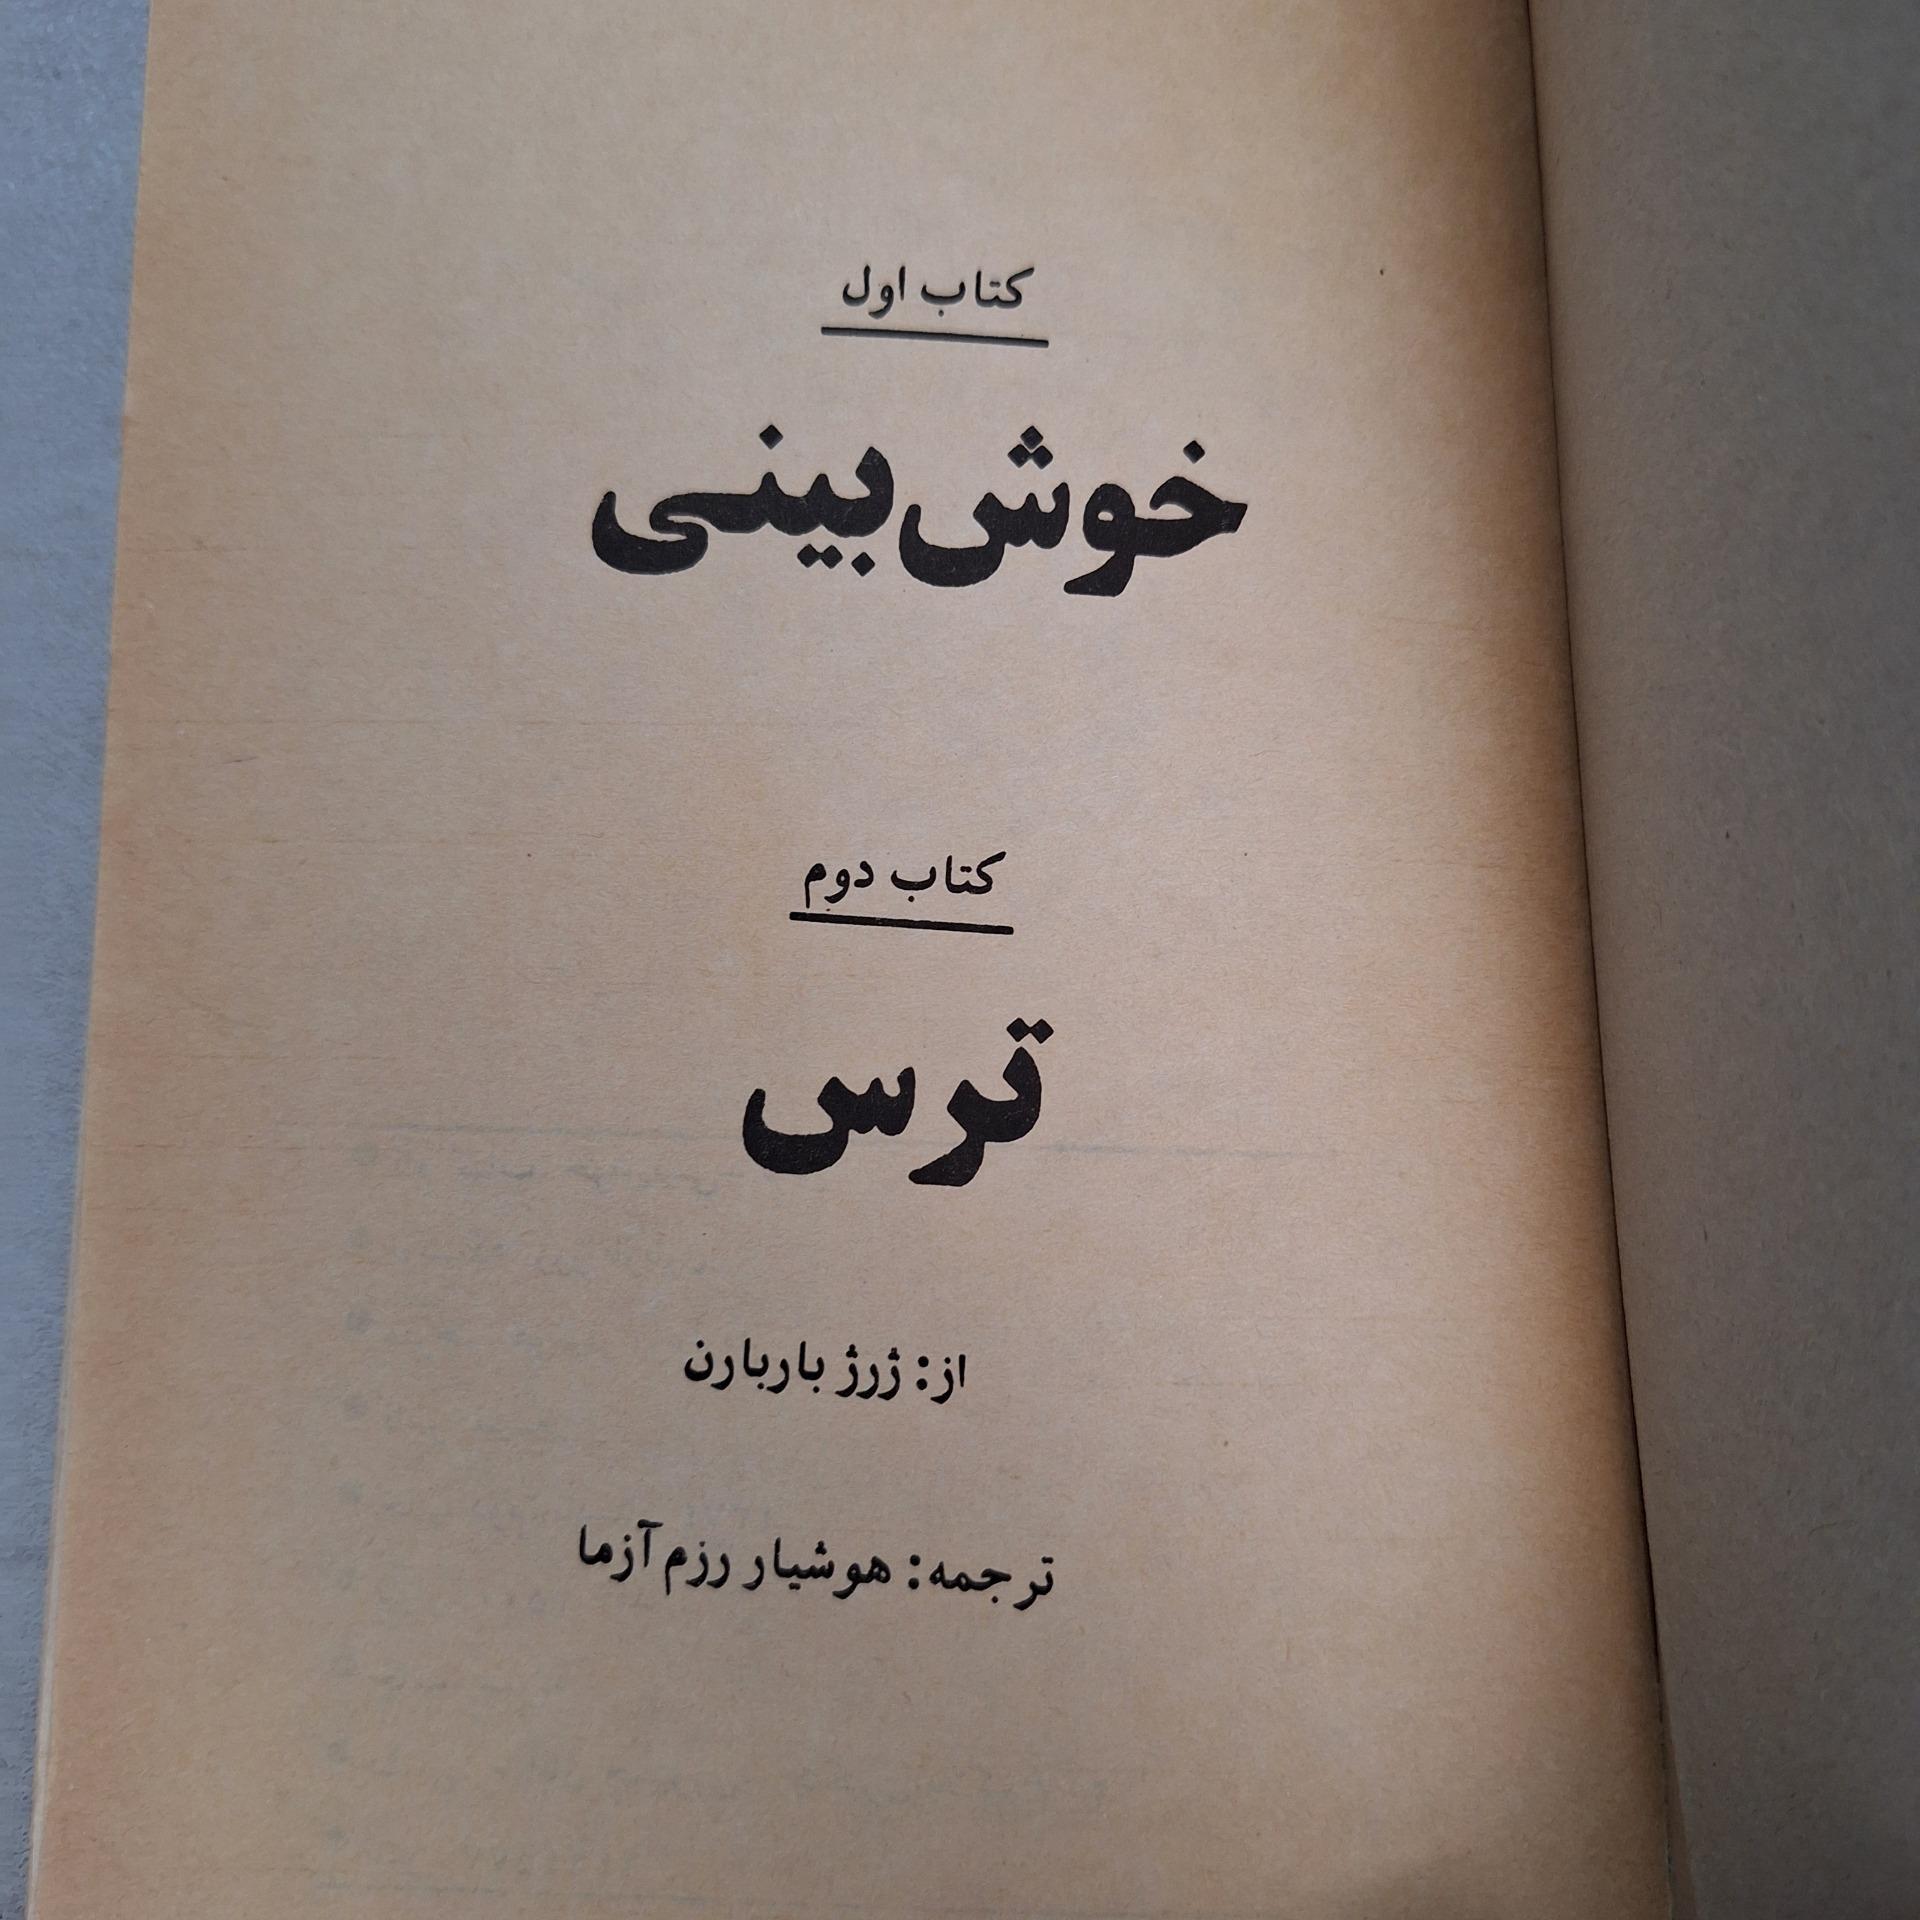 کتاب اول
خوش‌بینی
کتاب دوم
ترس
از: ژرژ باربارن
ترجمه: هوشیار رزم آزما